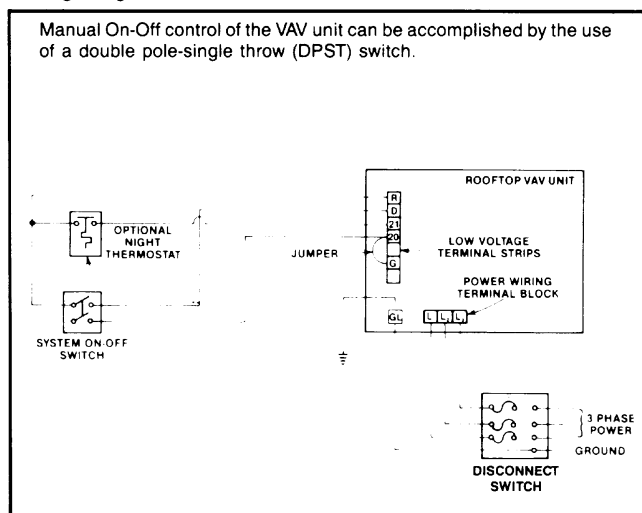 Manual On-Off control of the VAV unit can be accomplished by the use
of a double pole-single throw (DPST) switch.
ROOFTOP VAV UNIT
R
D
21
20
G
OPTIONAL
NIGHT
THERMOSTAT
JUMPER
LOW VOLTAGE
TERMINAL STRIPS
POWER WIRING
TERMINAL BLOCK
SYSTEM ON-OFF
SWITCH
GL
L L L
3 PHASE
POWER
GROUND
DISCONNECT
SWITCH